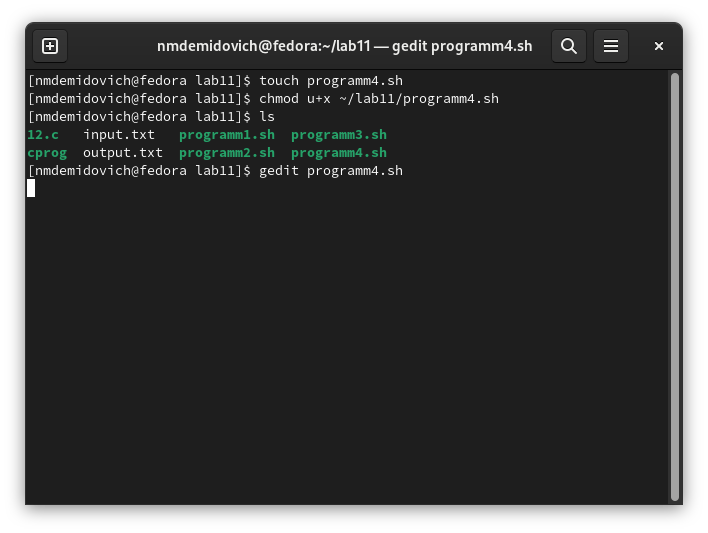 nmdemidovich@fedora:~/lab11 — gedit programm4.sh
[nmdemidovich@fedora lab11]$ touch programm4.sh
[nmdemidovich@fedora lab11]$ chmod u+x ~/lab11/programm4.sh
[nmdemidovich@fedora lab11]$ ls
12.c   input.txt   programm1.sh  programm3.sh
cprog  output.txt  programm2.sh  programm4.sh
[nmdemidovich@fedora lab11]$ gedit programm4.sh